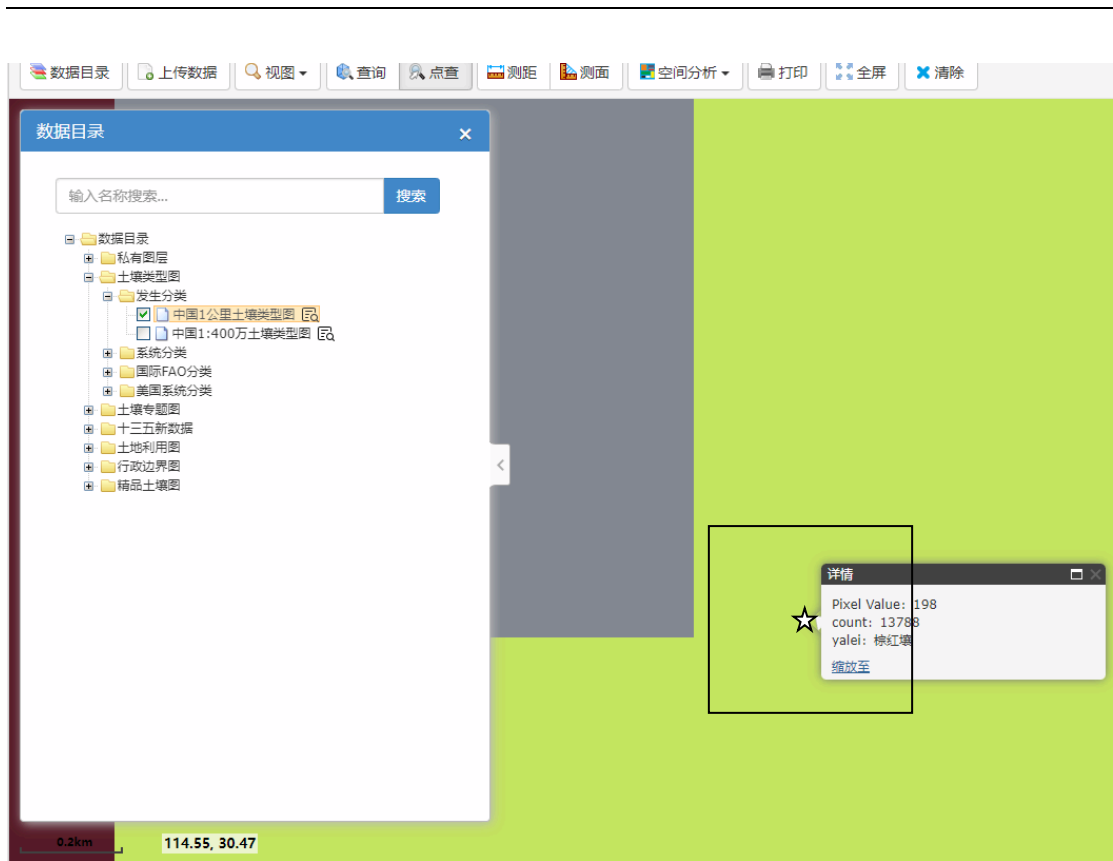 数据目录 上传数据 视图 查询 点查 测距 测面 空间分析 打印 全屏 清除
数据目录
输入名称搜索... 搜索
数据目录
私有图层
土壤类型图
发生分类
中国1公里土壤类型图
中国1:400万土壤类型图
系统分类
国际FAO分类
美国系统分类
土壤专题图
十三五新数据
土地利用图
行政边界图
精品土壤图
详情
Pixel Value: 198
count: 13788
yalei: 棕红壤
缩放至
0.2km 114.55, 30.47